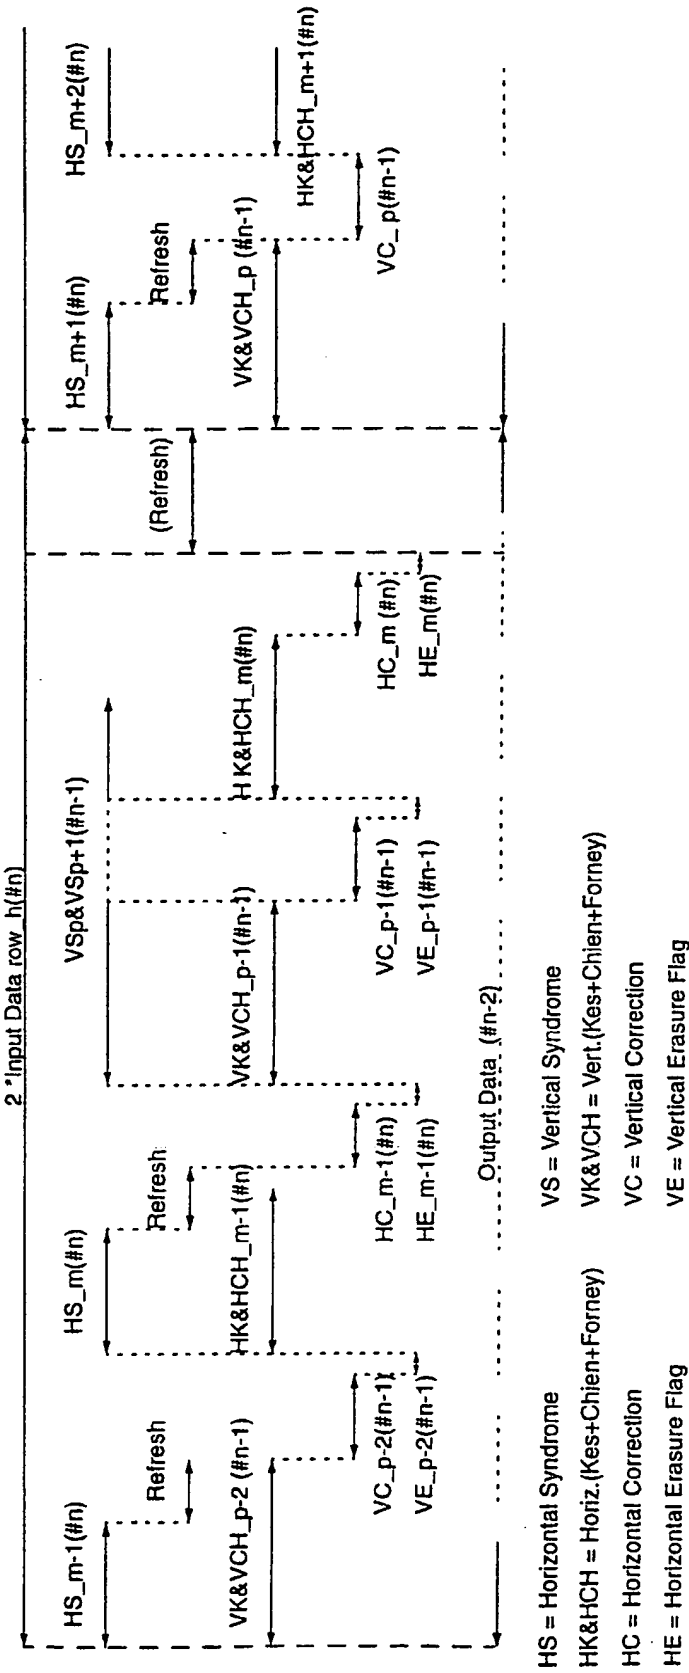 2 *Input Data row_h(#n)
HS_m-1(#n)
HS_m(#n)
VSp&VSp+1(#n-1)
HS_m+1(#n)
HS_m+2(#n)
Refresh
Refresh
(Refresh)
Refresh
VK&VCH_p-2 (#n-1)
HK&HCH_m-1(#n)
VK&VCH_p-1(#n-1)
H K&HCH_m(#n)
VK&VCH_p (#n-1)
HK&HCH_m+1(#n)
VC_p-2(#n-1)
VE_p-2(#n-1)
HC_m-1(#n)
HE_m-1(#n)
VC_p-1(#n-1)
VE_p-1(#n-1)
HC_m (#n)
HE_m(#n)
VC_p(#n-1)
Output Data (#n-2)
HS = Horizontal Syndrome
VS = Vertical Syndrome
HK&HCH = Horiz.(Kes+Chien+Forney)
VK&VCH = Vert.(Kes+Chien+Forney)
HC = Horizontal Correction
VC = Vertical Correction
HE = Horizontal Erasure Flag
VE = Vertical Erasure Flag